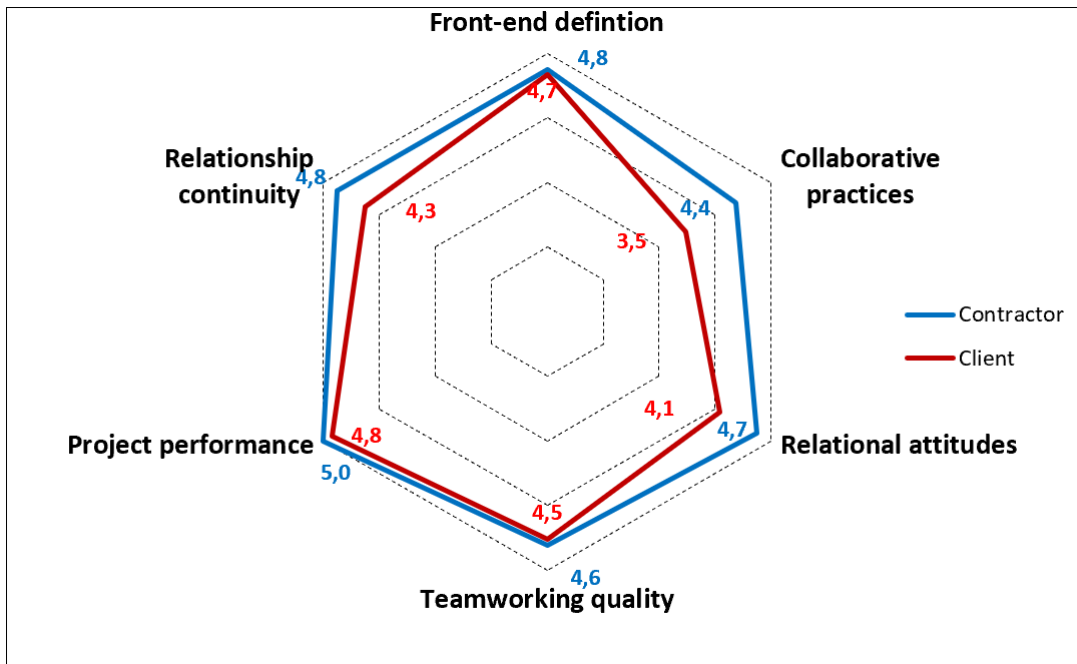 Front-end defintion
4,8
4,7
Relationship
continuity
4,8
4,3
Collaborative
practices
4,4
3,5
Contractor
Client
4,1
4,7
Relational attitudes
Project performance
4,8
5,0
4,5
4,6
Teamworking quality